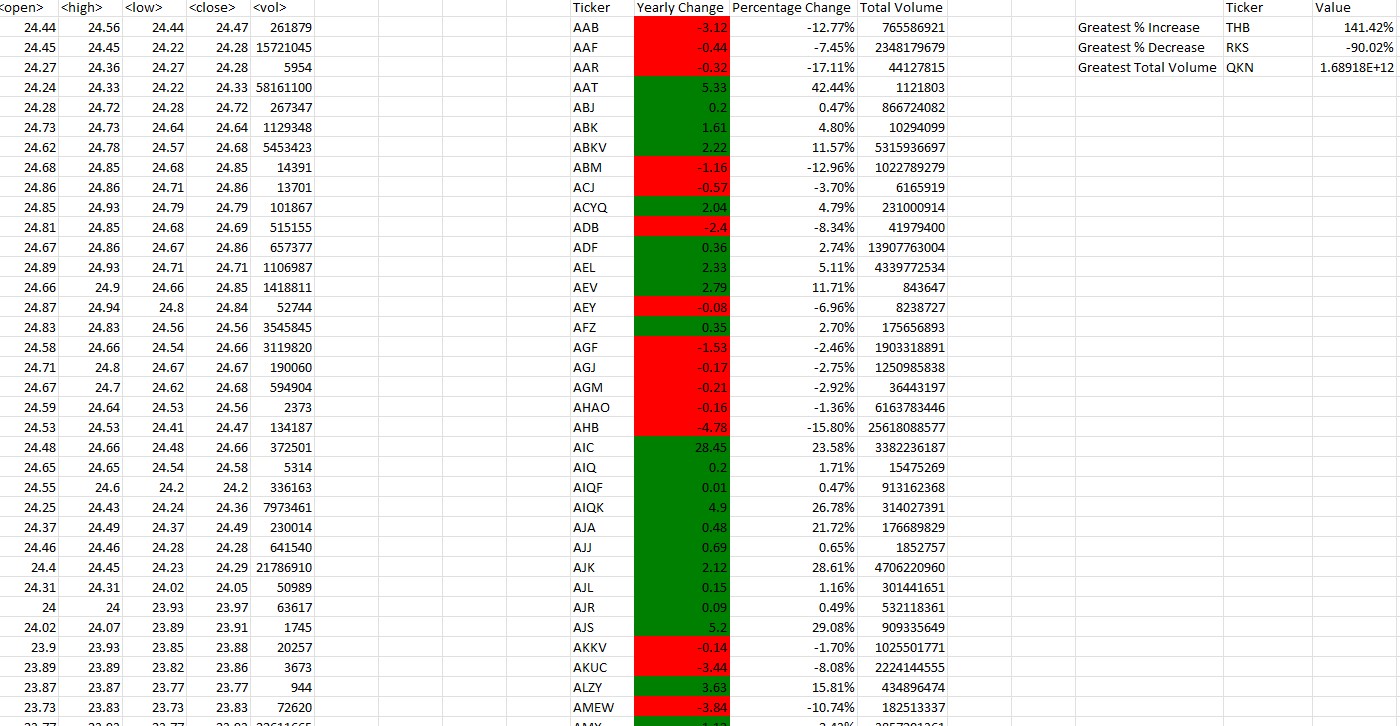 <open> <high> <low> <close> <vol> Ticker Yearly Change Percentage Change Total Volume Ticker Value
24.44 24.56 24.44 24.47 261879 AAB -3.12 -12.77% 765586921 Greatest % Increase THB 141.42%
24.45 24.45 24.22 24.28 15721045 AAF -0.44 -7.45% 2348179679 Greatest % Decrease RKS -90.02%
24.27 24.36 24.27 24.28 5954 AAR -0.32 -17.11% 44127815 Greatest Total Volume QKN 1.68918E+12
24.24 24.33 24.22 24.33 58161100 AAT 5.33 42.44% 1121803
24.28 24.72 24.28 24.72 267347 ABJ 0.2 0.47% 866724082
24.73 24.73 24.64 24.64 1129348 ABK 1.61 4.80% 10294099
24.62 24.78 24.57 24.68 5453423 ABKV 2.22 11.57% 5315936697
24.68 24.85 24.68 24.85 14391 ABM -1.16 -12.96% 1022789279
24.86 24.86 24.71 24.86 13701 ACJ -0.57 -3.70% 6165919
24.85 24.93 24.79 24.79 101867 ACYQ 2.04 4.79% 231000914
24.81 24.85 24.68 24.69 515155 ADB -2.4 -8.34% 41979400
24.67 24.86 24.67 24.86 657377 ADF 0.36 2.74% 13907763004
24.89 24.93 24.71 24.71 1106987 AEL 2.33 5.11% 4339772534
24.66 24.9 24.66 24.85 1418811 AEV 2.79 11.71% 843647
24.87 24.94 24.8 24.84 52744 AEY -0.08 -6.96% 8238727
24.83 24.83 24.56 24.56 3545845 AFZ 0.35 2.70% 175656893
24.58 24.66 24.54 24.66 3119820 AGF -1.53 -2.46% 1903318891
24.71 24.8 24.67 24.67 190060 AGJ -0.17 -2.75% 1250985838
24.67 24.7 24.62 24.68 594904 AGM -0.21 -2.92% 36443197
24.59 24.64 24.53 24.56 2373 AHAO -0.16 -1.36% 6163783446
24.53 24.53 24.41 24.47 134187 AHB -4.78 -15.80% 25618088577
24.48 24.66 24.48 24.66 372501 AIC 28.45 23.58% 3382236187
24.65 24.65 24.54 24.58 5314 AIQ 0.2 1.71% 15475269
24.55 24.6 24.2 24.2 336163 AIQF 0.01 0.47% 913162368
24.25 24.43 24.24 24.36 7973461 AIQK 4.9 26.78% 314027391
24.37 24.49 24.37 24.49 230014 AJA 0.48 21.72% 176689829
24.46 24.46 24.28 24.28 641540 AJJ 0.69 0.65% 1852757
24.4 24.45 24.23 24.29 21786910 AJK 2.12 28.61% 4706220960
24.31 24.31 24.02 24.05 50989 AJL 0.15 1.16% 301441651
24 24 23.93 23.97 63617 AJR 0.09 0.49% 532118361
24.02 24.07 23.89 23.91 1745 AJS 5.2 29.08% 909335649
23.9 23.93 23.85 23.88 20257 AKKV -0.14 -1.70% 1025501771
23.89 23.89 23.82 23.86 3673 AKUC -3.44 -8.08% 2224144555
23.87 23.87 23.77 23.77 944 ALZY 3.63 15.81% 434896474
23.73 23.83 23.73 23.83 72620 AMEW -3.84 -10.74% 182513337